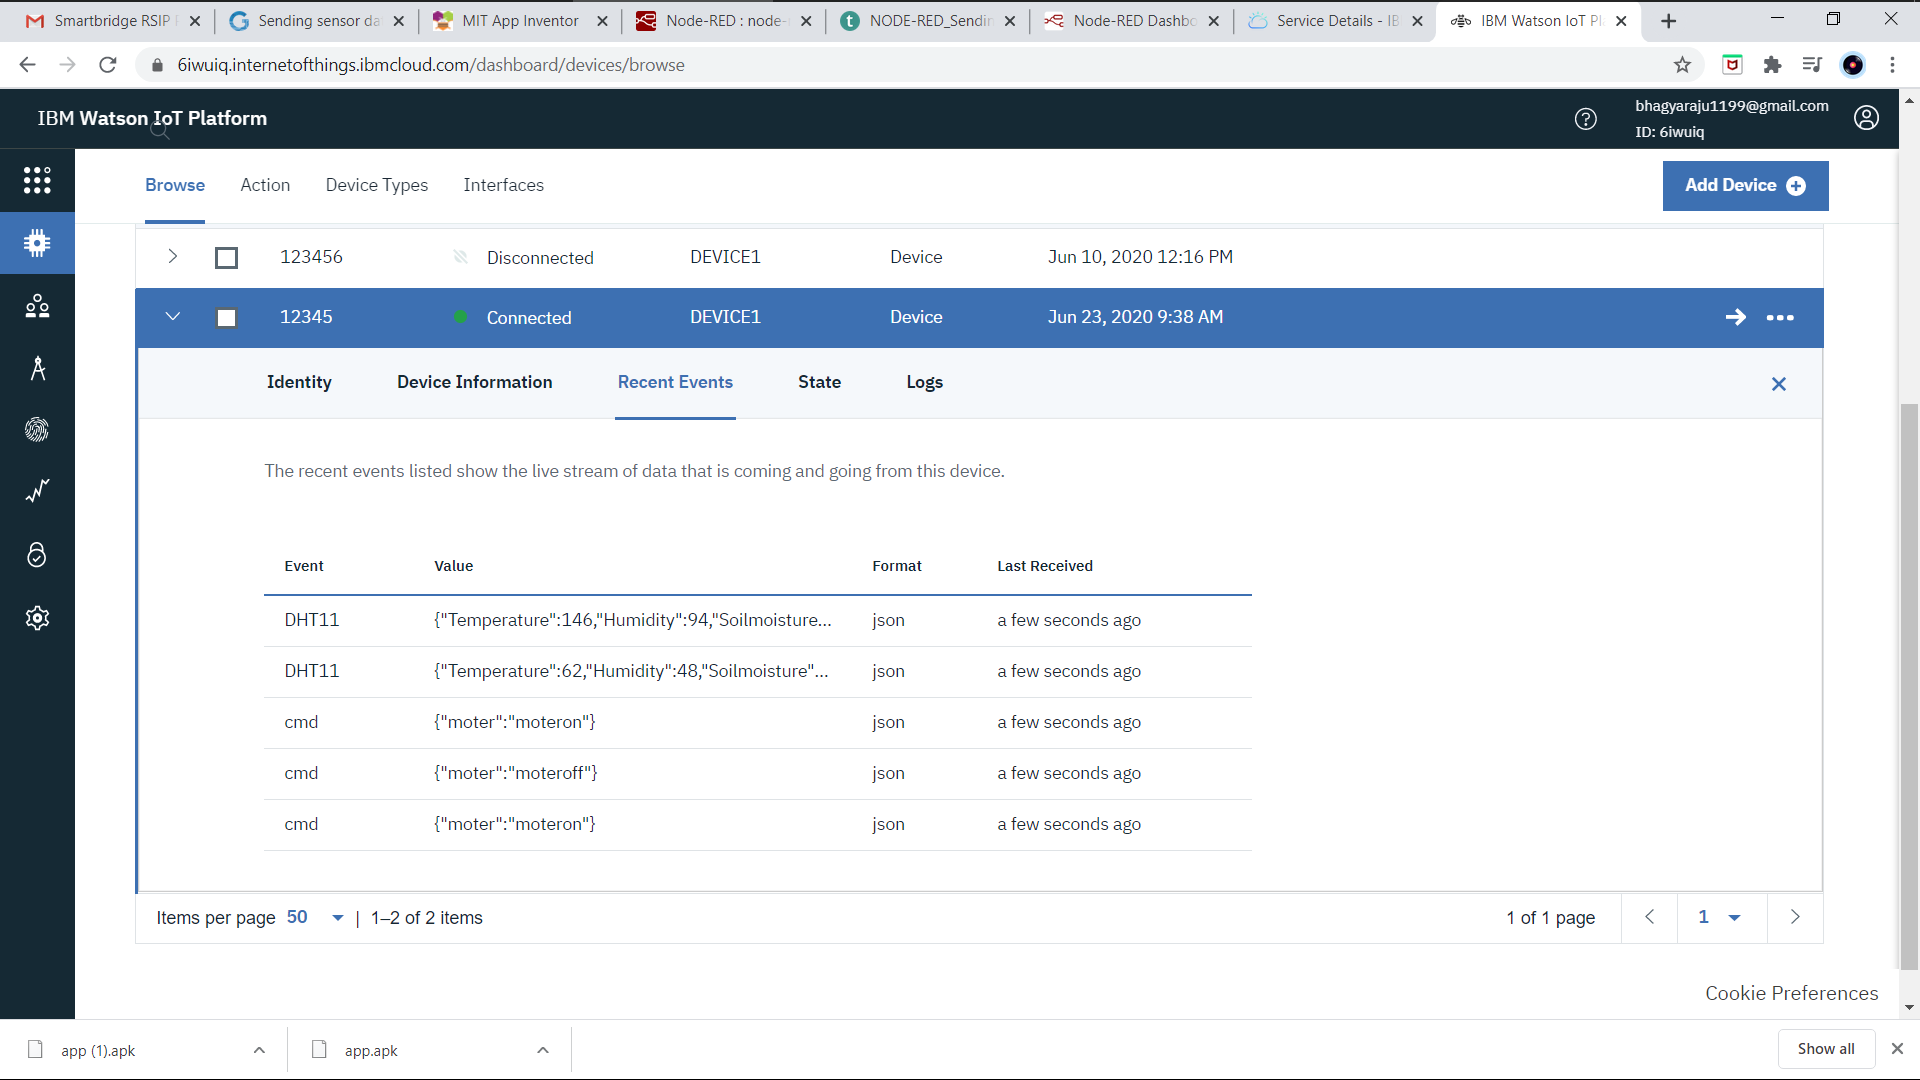 Smartbridge RSIP
Sending sensor da
MIT App Inventor
Node-RED : node-
NODE-RED_Sendin
Node-RED Dashbo
Service Details - IB
IBM Watson IoT Pl
6iwuiq.internetofthings.ibmcloud.com/dashboard/devices/browse
IBM Watson IoT Platform
bhagyaraju1199@gmail.com
ID: 6iwuiq
Browse
Action
Device Types
Interfaces
Add Device
123456 Disconnected DEVICE1 Device Jun 10, 2020 12:16 PM
12345 Connected DEVICE1 Device Jun 23, 2020 9:38 AM
Identity
Device Information
Recent Events
State
Logs
The recent events listed show the live stream of data that is coming and going from this device.
Event Value Format Last Received
DHT11 {"Temperature":146,"Humidity":94,"Soilmoisture... json a few seconds ago
DHT11 {"Temperature":62,"Humidity":48,"Soilmoisture"... json a few seconds ago
cmd {"moter":"moteron"} json a few seconds ago
cmd {"moter":"moteroff"} json a few seconds ago
cmd {"moter":"moteron"} json a few seconds ago
Items per page 50 | 1–2 of 2 items
1 of 1 page
1
Cookie Preferences
app (1).apk
app.apk
Show all